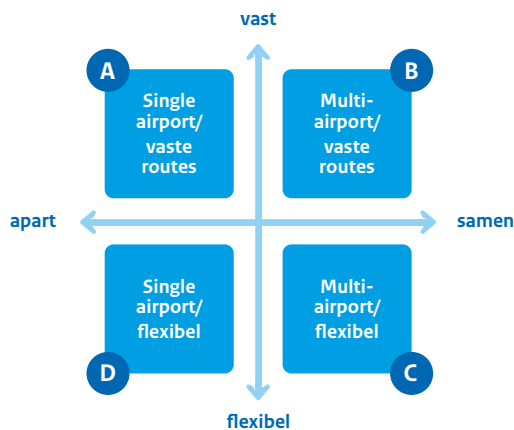 vast
A
Single
airport/
vaste
routes
B
Multi-
airport/
vaste
routes
apart
samen
Single
airport/
flexibel
D
Multi-
airport/
flexibel
C
flexibel